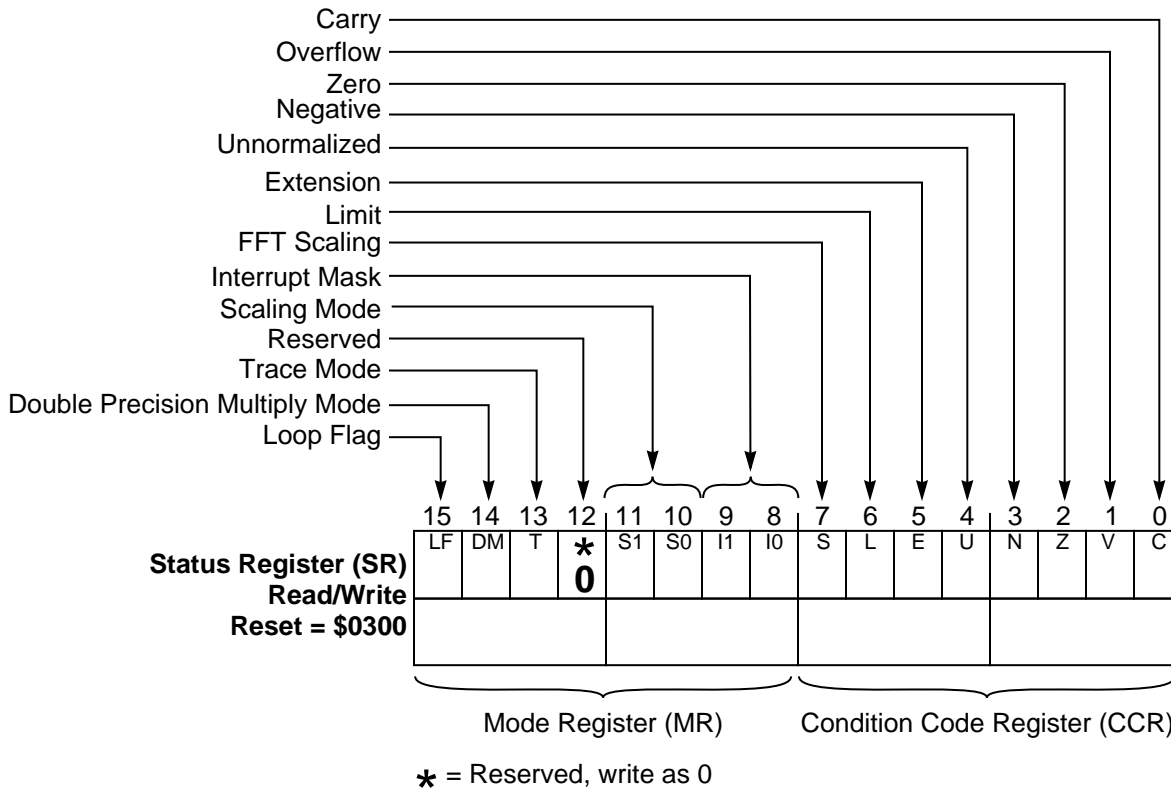 Carry
Overflow
Zero
Negative
Unnormalized
Extension
Limit
FFT Scaling
Interrupt Mask
Scaling Mode
Reserved
Trace Mode
Double Precision Multiply Mode
Loop Flag
15 14 13 12 11 10 9 8 7 6 5 4 3 2 1 0
LF DM T * S1 S0 I1 I0 S L E U N Z V C
0
Status Register (SR)
Read/Write
Reset = $0300
Mode Register (MR) Condition Code Register (CCR)
* = Reserved, write as 0